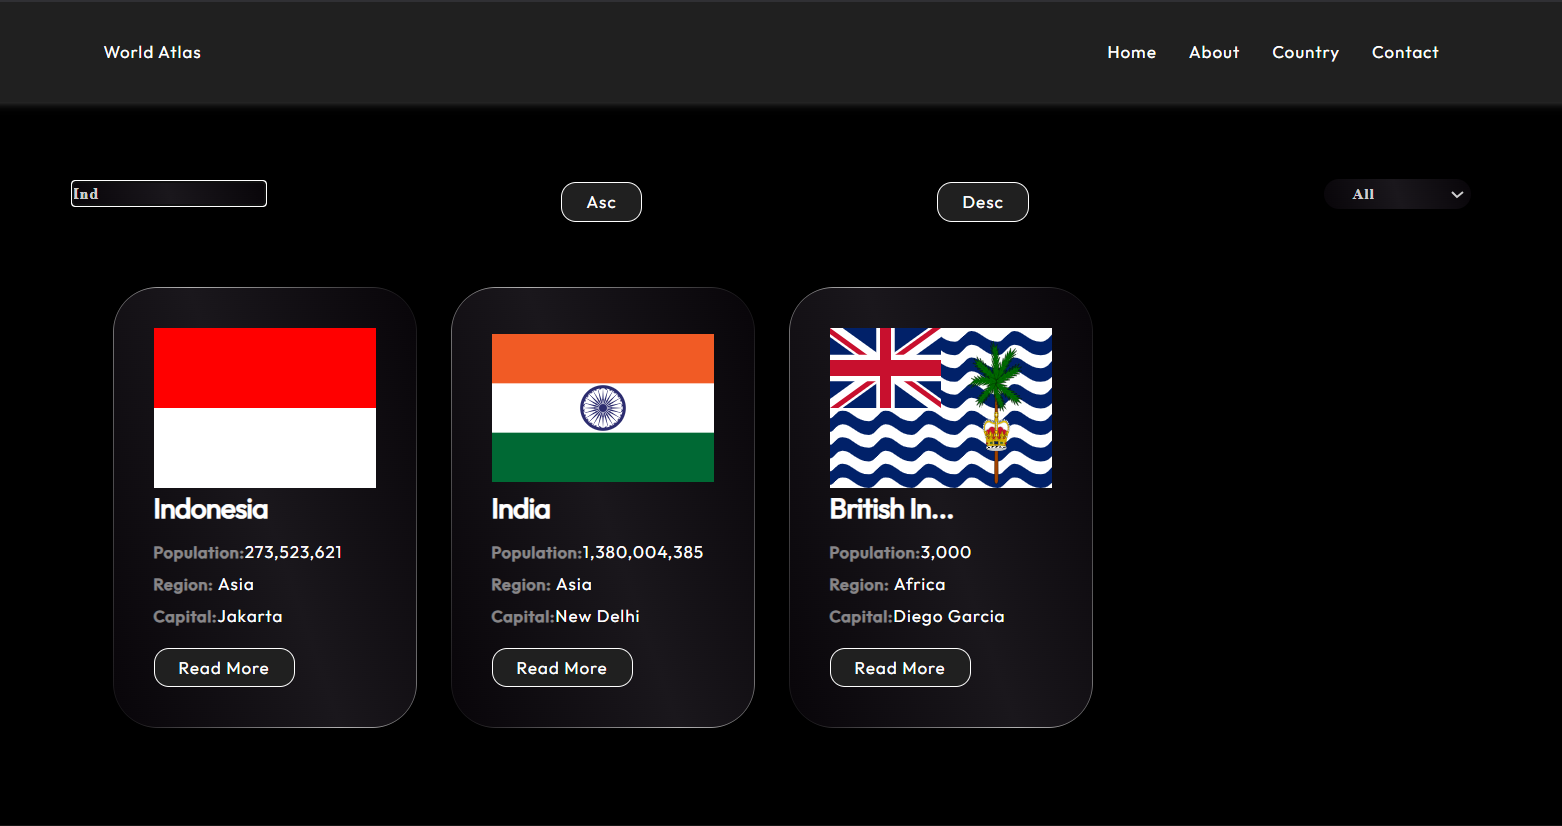 World Atlas
Home About Country Contact
Ind
Asc
Desc
All
Indonesia
Population:273,523,621
Region: Asia
Capital:Jakarta
Read More
India
Population:1,380,004,385
Region: Asia
Capital:New Delhi
Read More
British In...
Population:3,000
Region: Africa
Capital:Diego Garcia
Read More